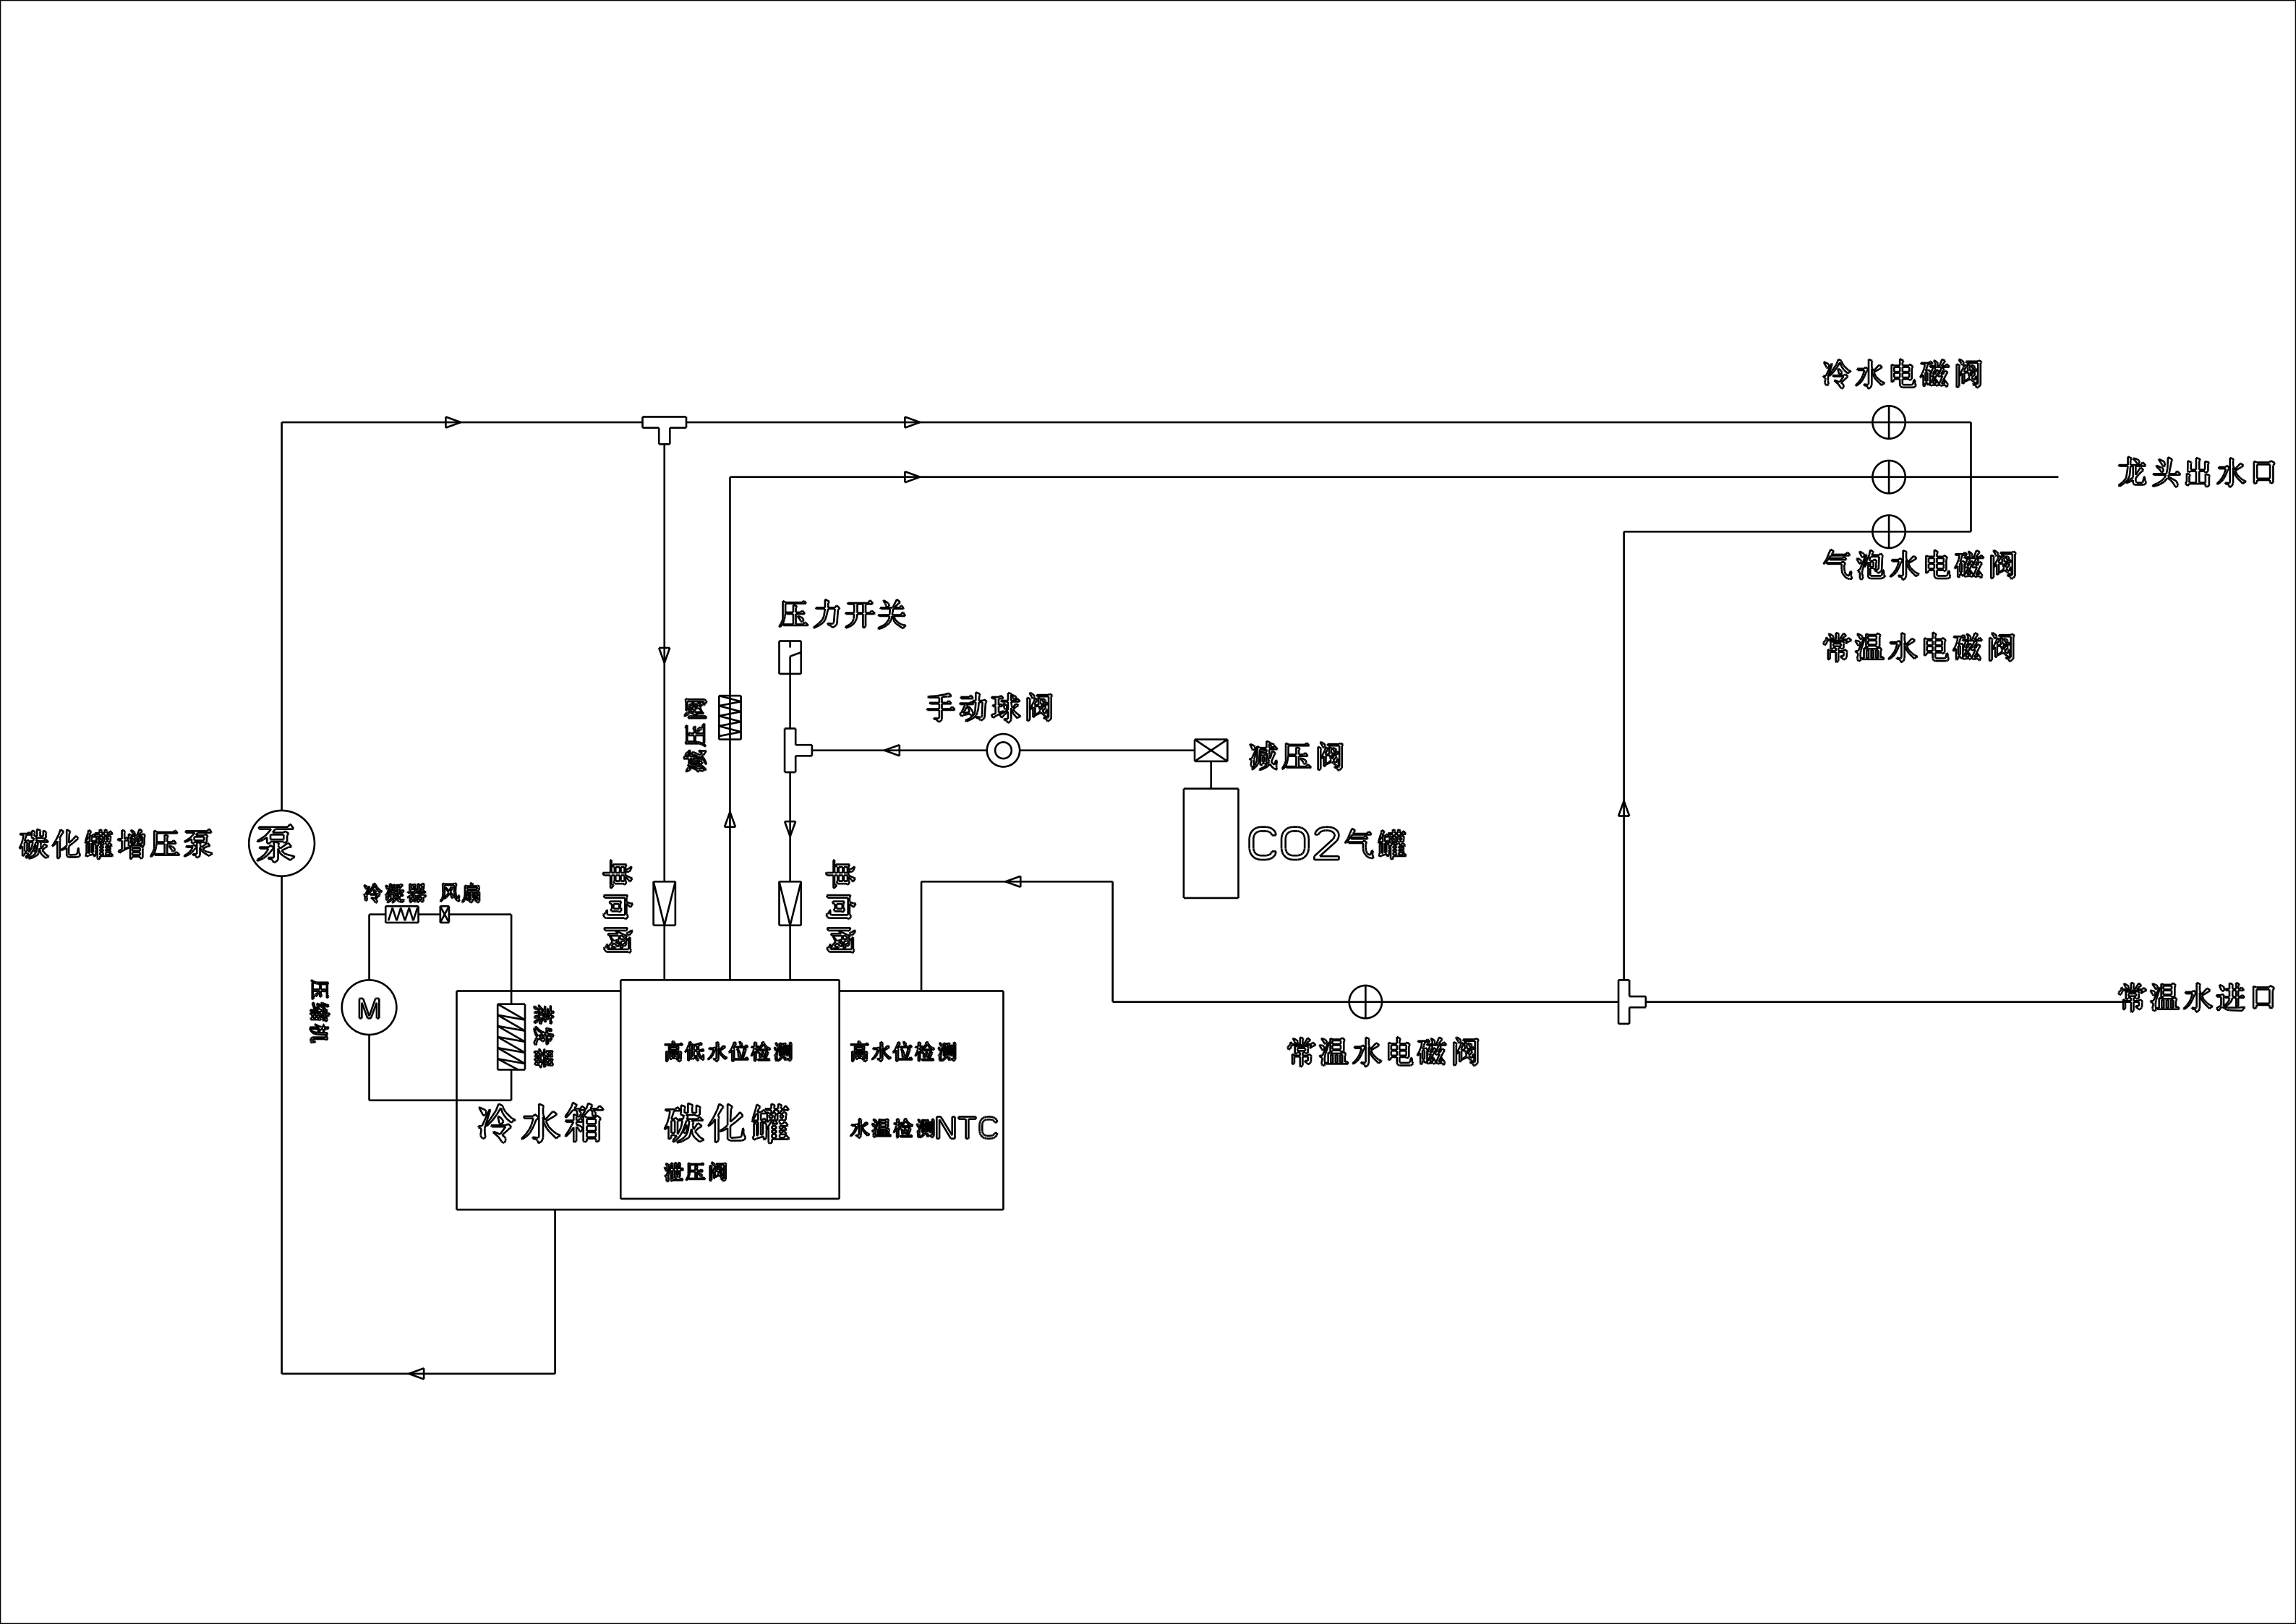 冷水电磁阀
龙头出水口
气泡水电磁阀
压力开关
常温水电磁阀
手动球阀
减压阀
减压阀
碳化罐增压泵
泵
CO2气罐
冷凝器 风扇
单向阀
单向阀
压缩机
M
蒸发器
常温水进口
高低水位检测
高水位检测
常温水电磁阀
冷水箱
碳化罐
水温检测NTC
泄压阀